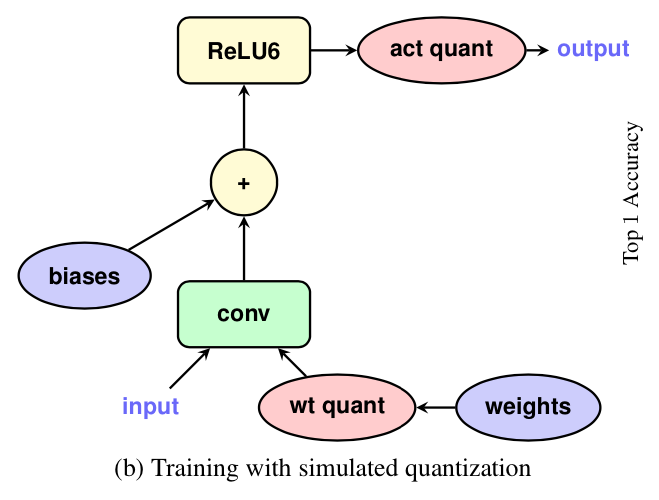 ReLU6
act quant
output
+
Top 1 Accuracy
biases
conv
input
wt quant
weights
(b) Training with simulated quantization